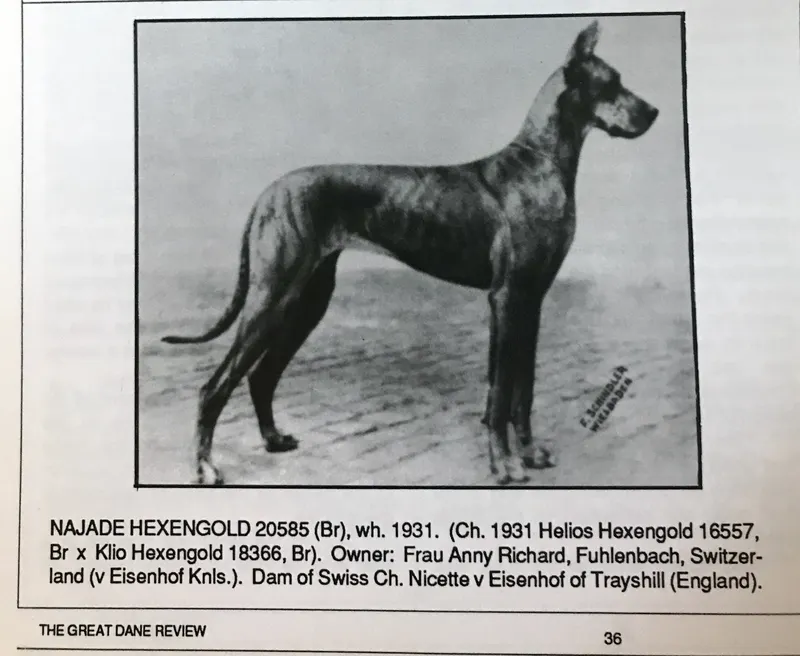 E. SCHIDLER
WIESBADEN
NAJADE HEXENGOLD 20585 (Br), wh. 1931. (Ch. 1931 Helios Hexengold 16557,
Br x Klio Hexengold 18366, Br). Owner: Frau Anny Richard, Fuhlenbach, Switzer-
land (v Eisenhof Knls.). Dam of Swiss Ch. Nicette v Eisenhof of Trayshill (England).
THE GREAT DANE REVIEW
36